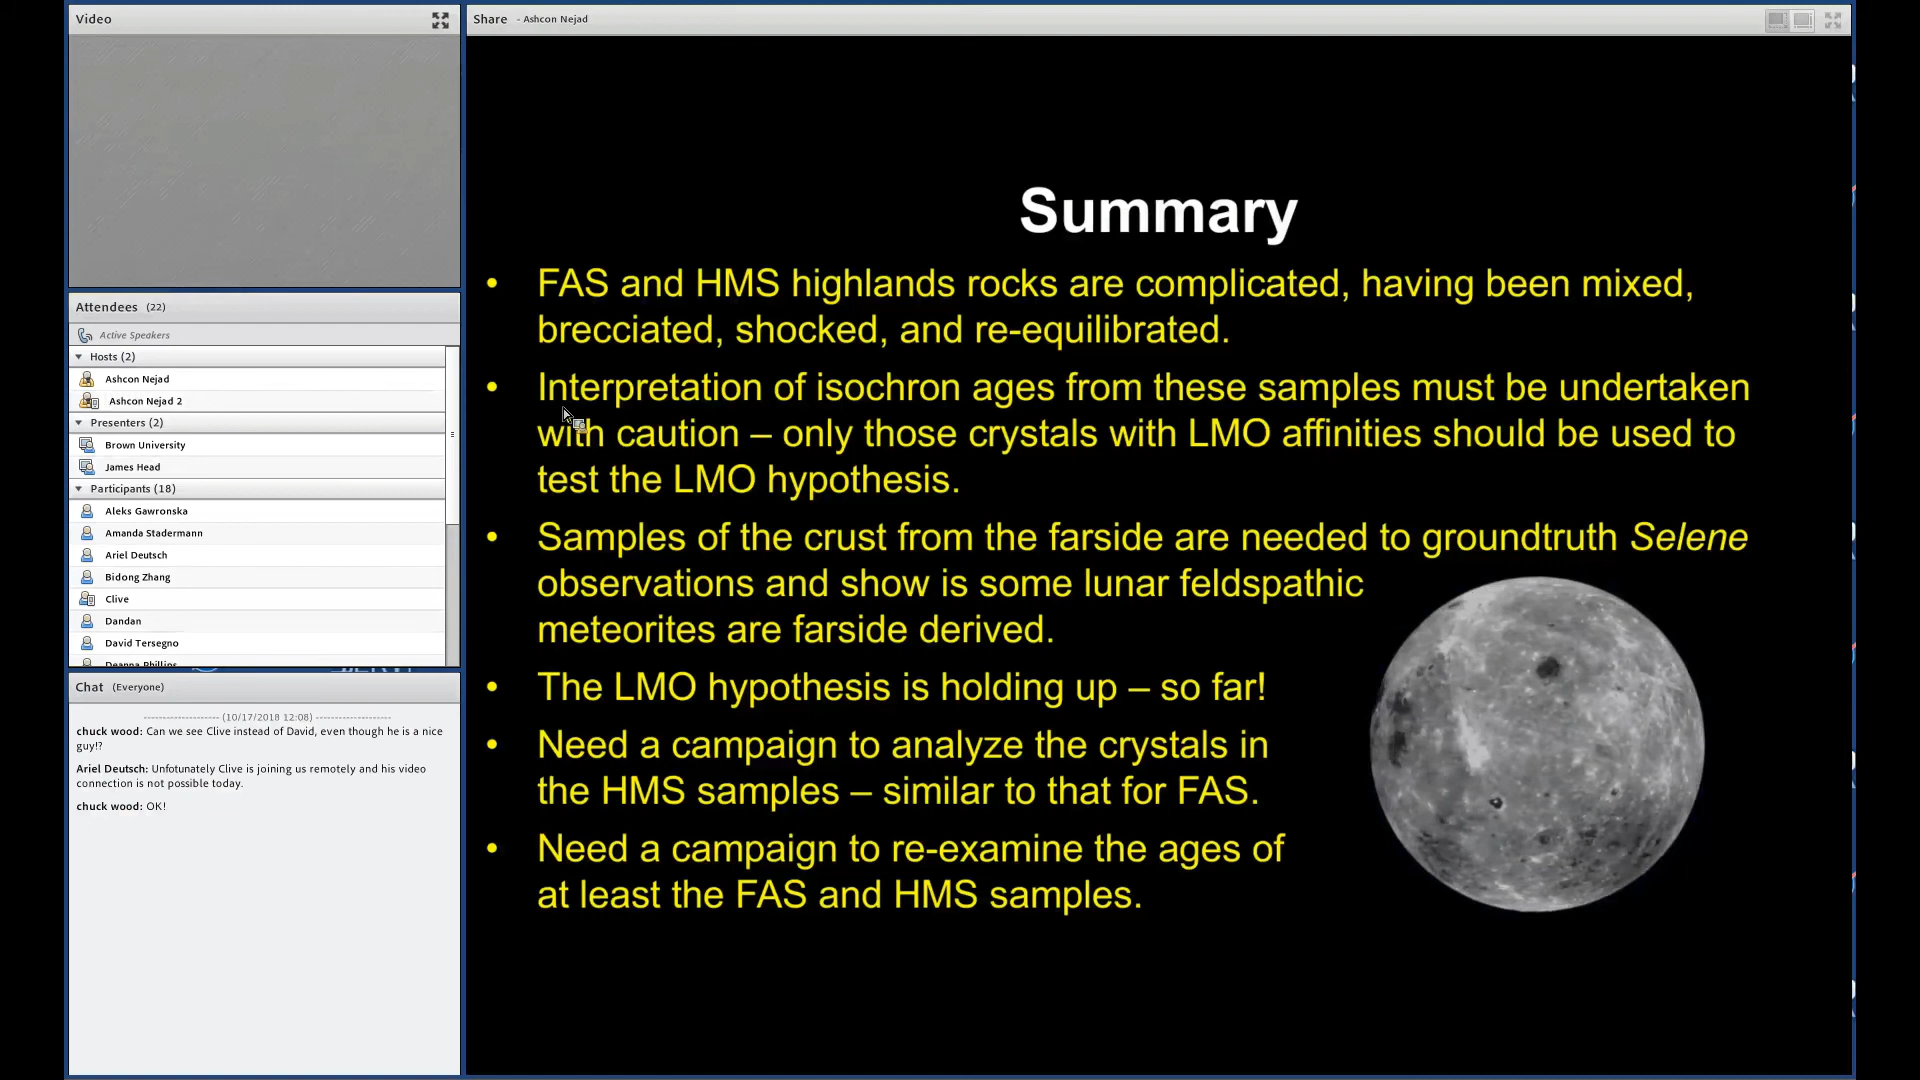 Video
Attendees (22)
Active Speakers
Hosts (2)
Ashcon Nejad
Ashcon Nejad 2
Presenters (2)
Brown University
James Head
Participants (18)
Aleks Gawronska
Amanda Stadermann
Ariel Deutsch
Bidong Zhang
Clive
Dandan
David Tersegno
Deanna Phillips
Chat (Everyone)
-------------------- (10/17/2018 12:08) --------------------
chuck wood: Can we see Clive instead of David, even though he is a nice
guy!?
Ariel Deutsch: Unfotunately Clive is joining us remotely and his video
connection is not possible today.
chuck wood: OK!
Share - Ashcon Nejad
Summary
• FAS and HMS highlands rocks are complicated, having been mixed,
brecciated, shocked, and re-equilibrated.
• Interpretation of isochron ages from these samples must be undertaken
with caution – only those crystals with LMO affinities should be used to
test the LMO hypothesis.
• Samples of the crust from the farside are needed to groundtruth Selene
observations and show is some lunar feldspathic
meteorites are farside derived.
• The LMO hypothesis is holding up – so far!
• Need a campaign to analyze the crystals in
the HMS samples – similar to that for FAS.
• Need a campaign to re-examine the ages of
at least the FAS and HMS samples.